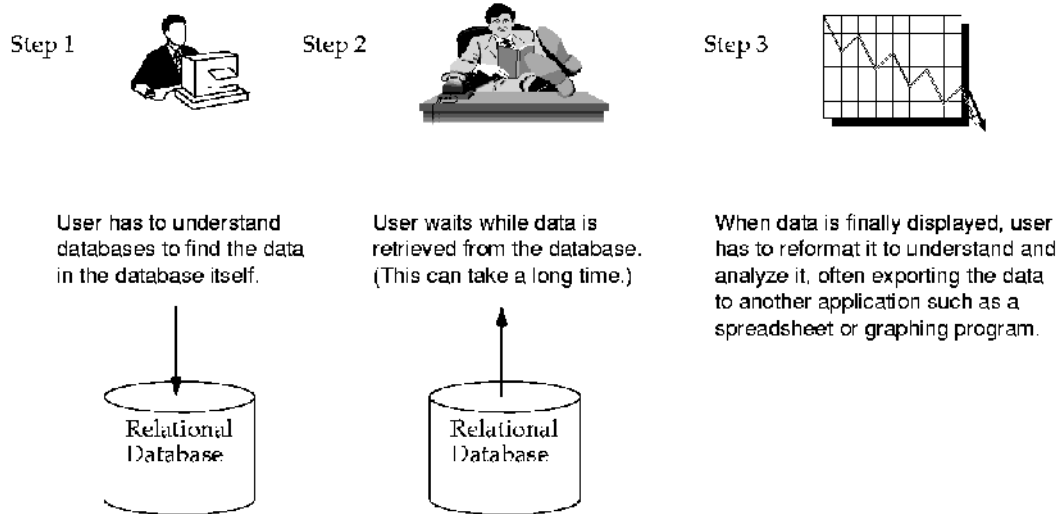 Step 1
Step 2
Step 3
User has to understand
databases to find the data
in the database itself.
User waits while data is
retrieved from the database.
(This can take a long time.)
When data is finally displayed, user
has to reformat it to understand and
analyze it, often exporting the data
to another application such as a
spreadsheet or graphing program.
Relational
Database
Relational
Database